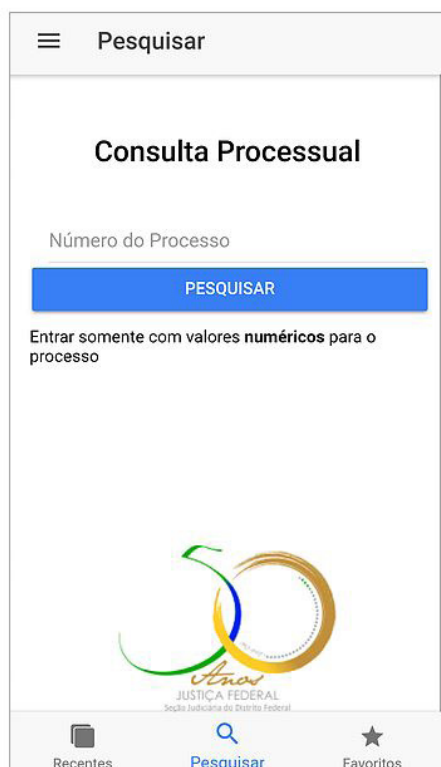 Pesquisar
Consulta Processual
Número do Processo
PESQUISAR
Entrar somente com valores numéricos para o
processo
50
Anos
JUSTIÇA FEDERAL
Seção Judiciária do Distrito Federal
Recentes
Pesquisar
Favoritos